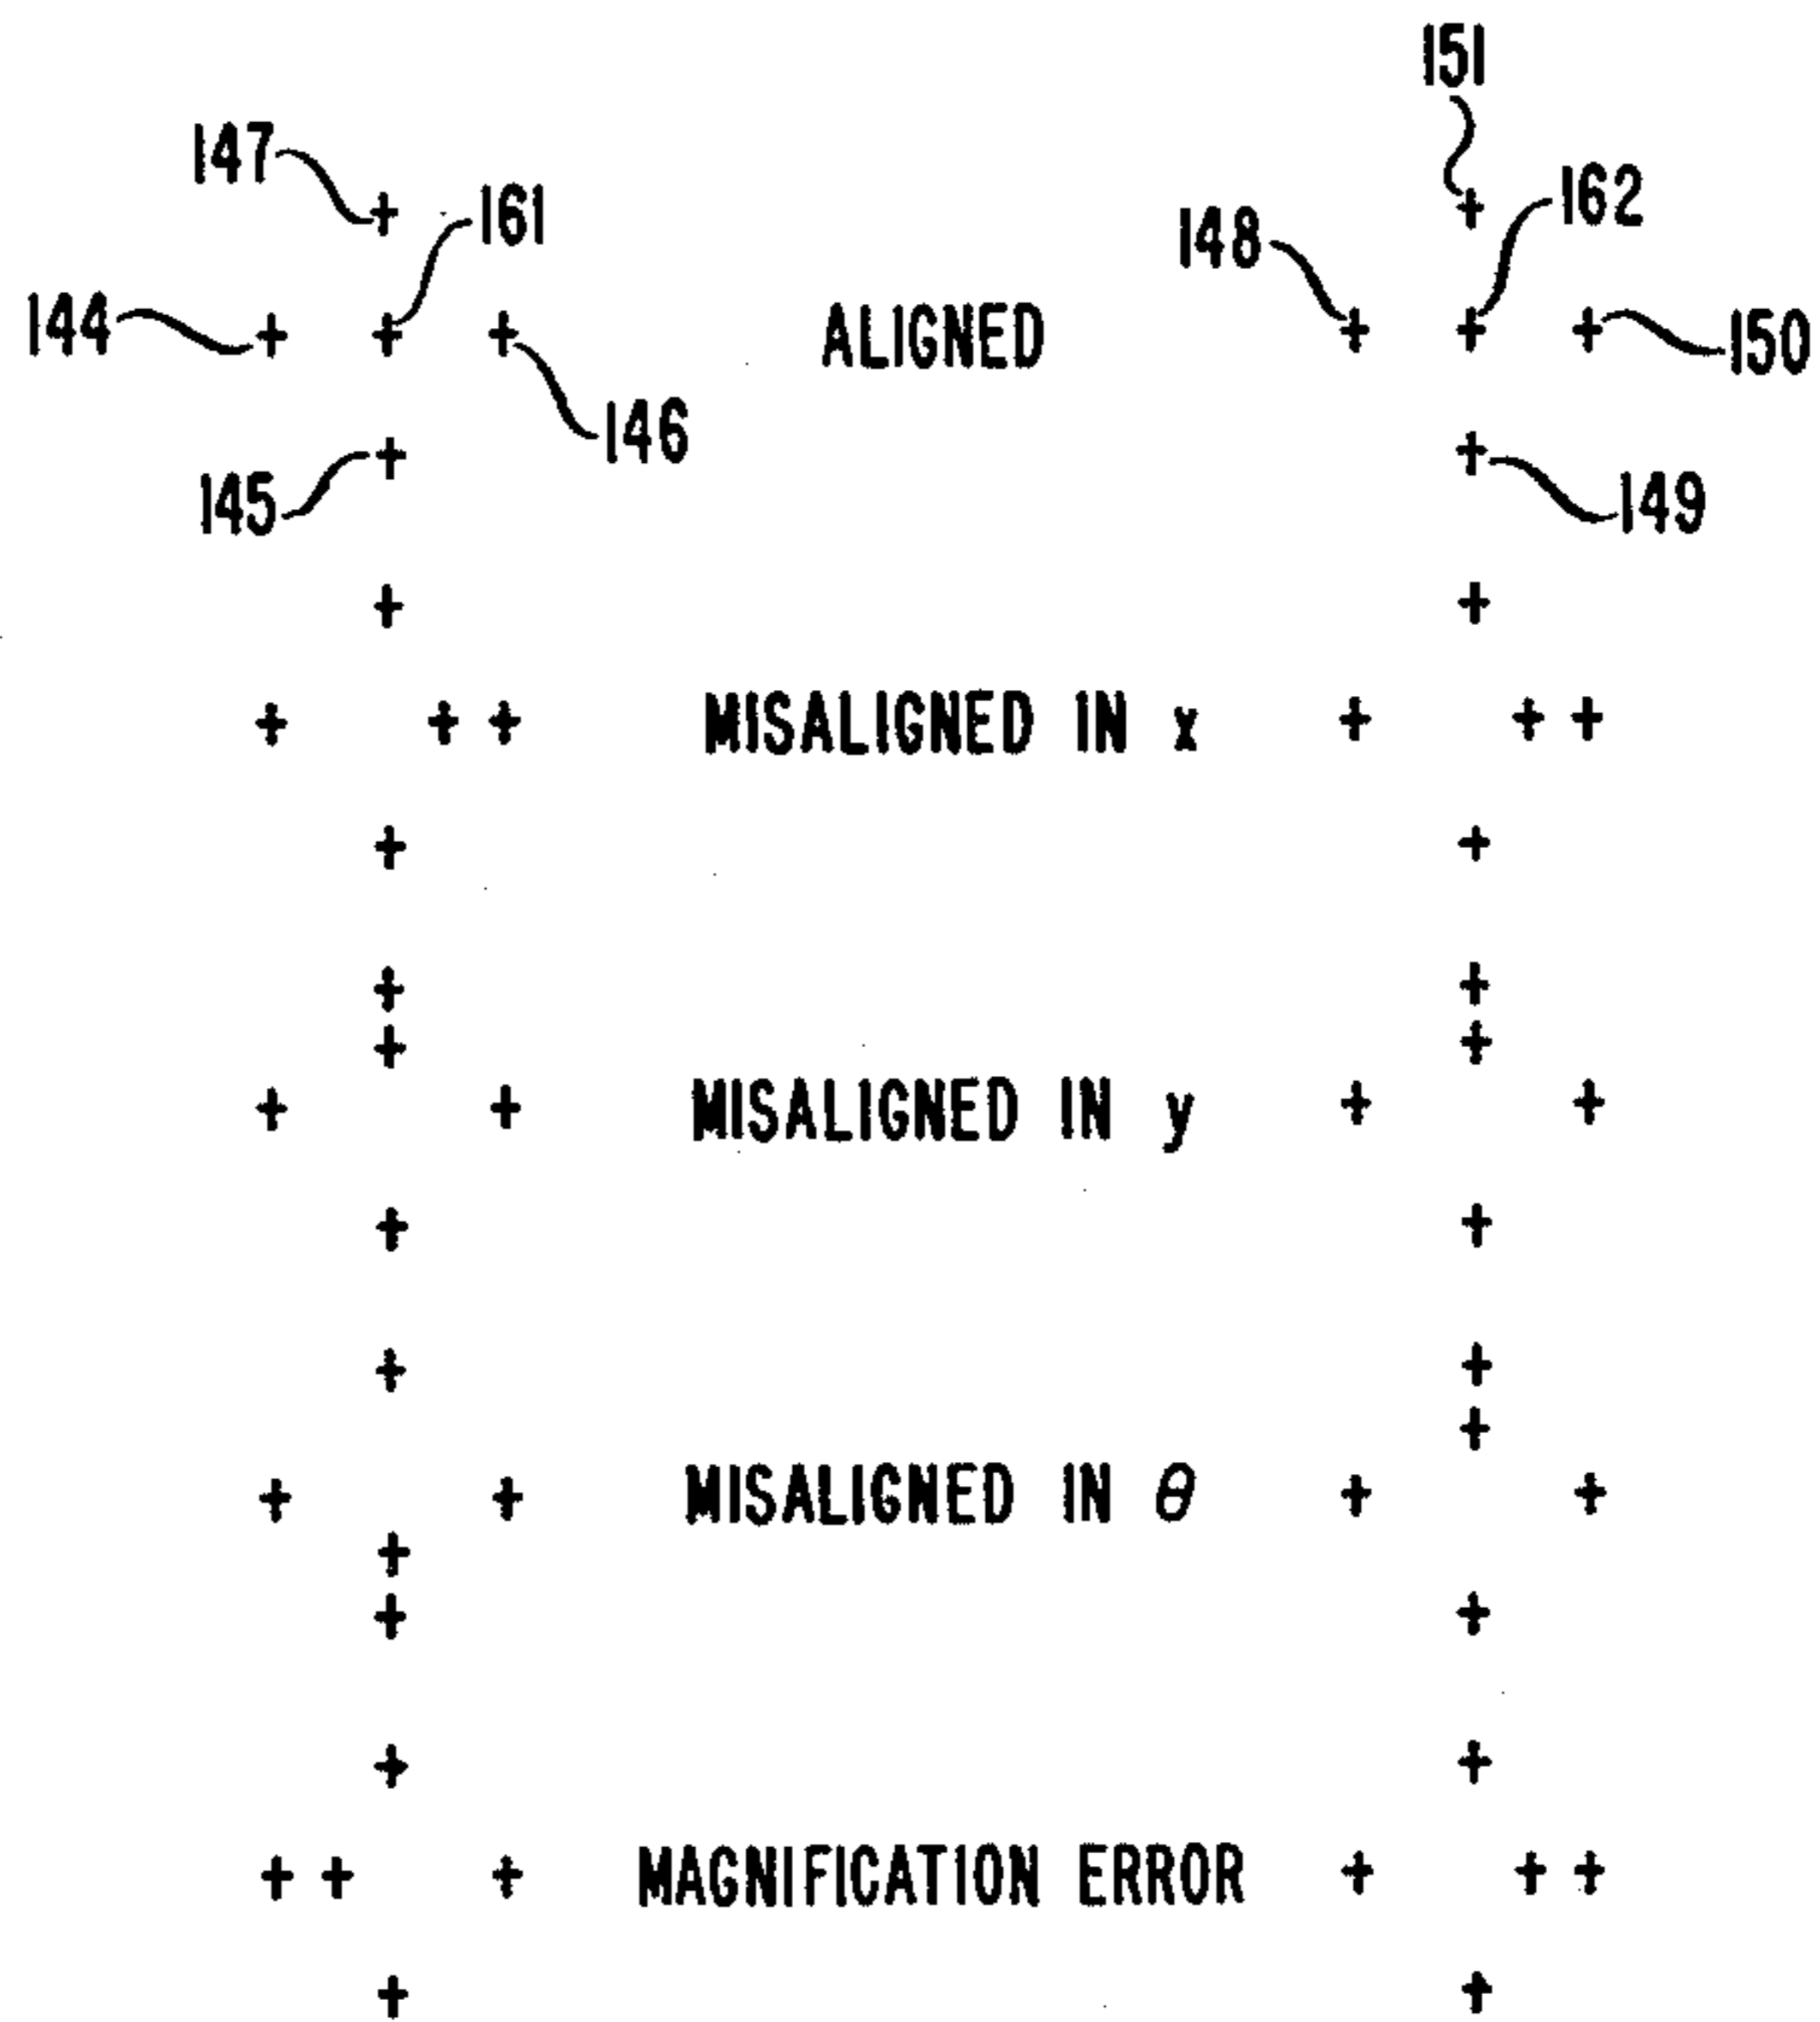 151
147
161
162
148
144
ALIGNED
150
146
145
149
MISALIGNED IN x
MISALIGNED IN y
MISALIGNED IN θ
MAGNIFICATION ERROR